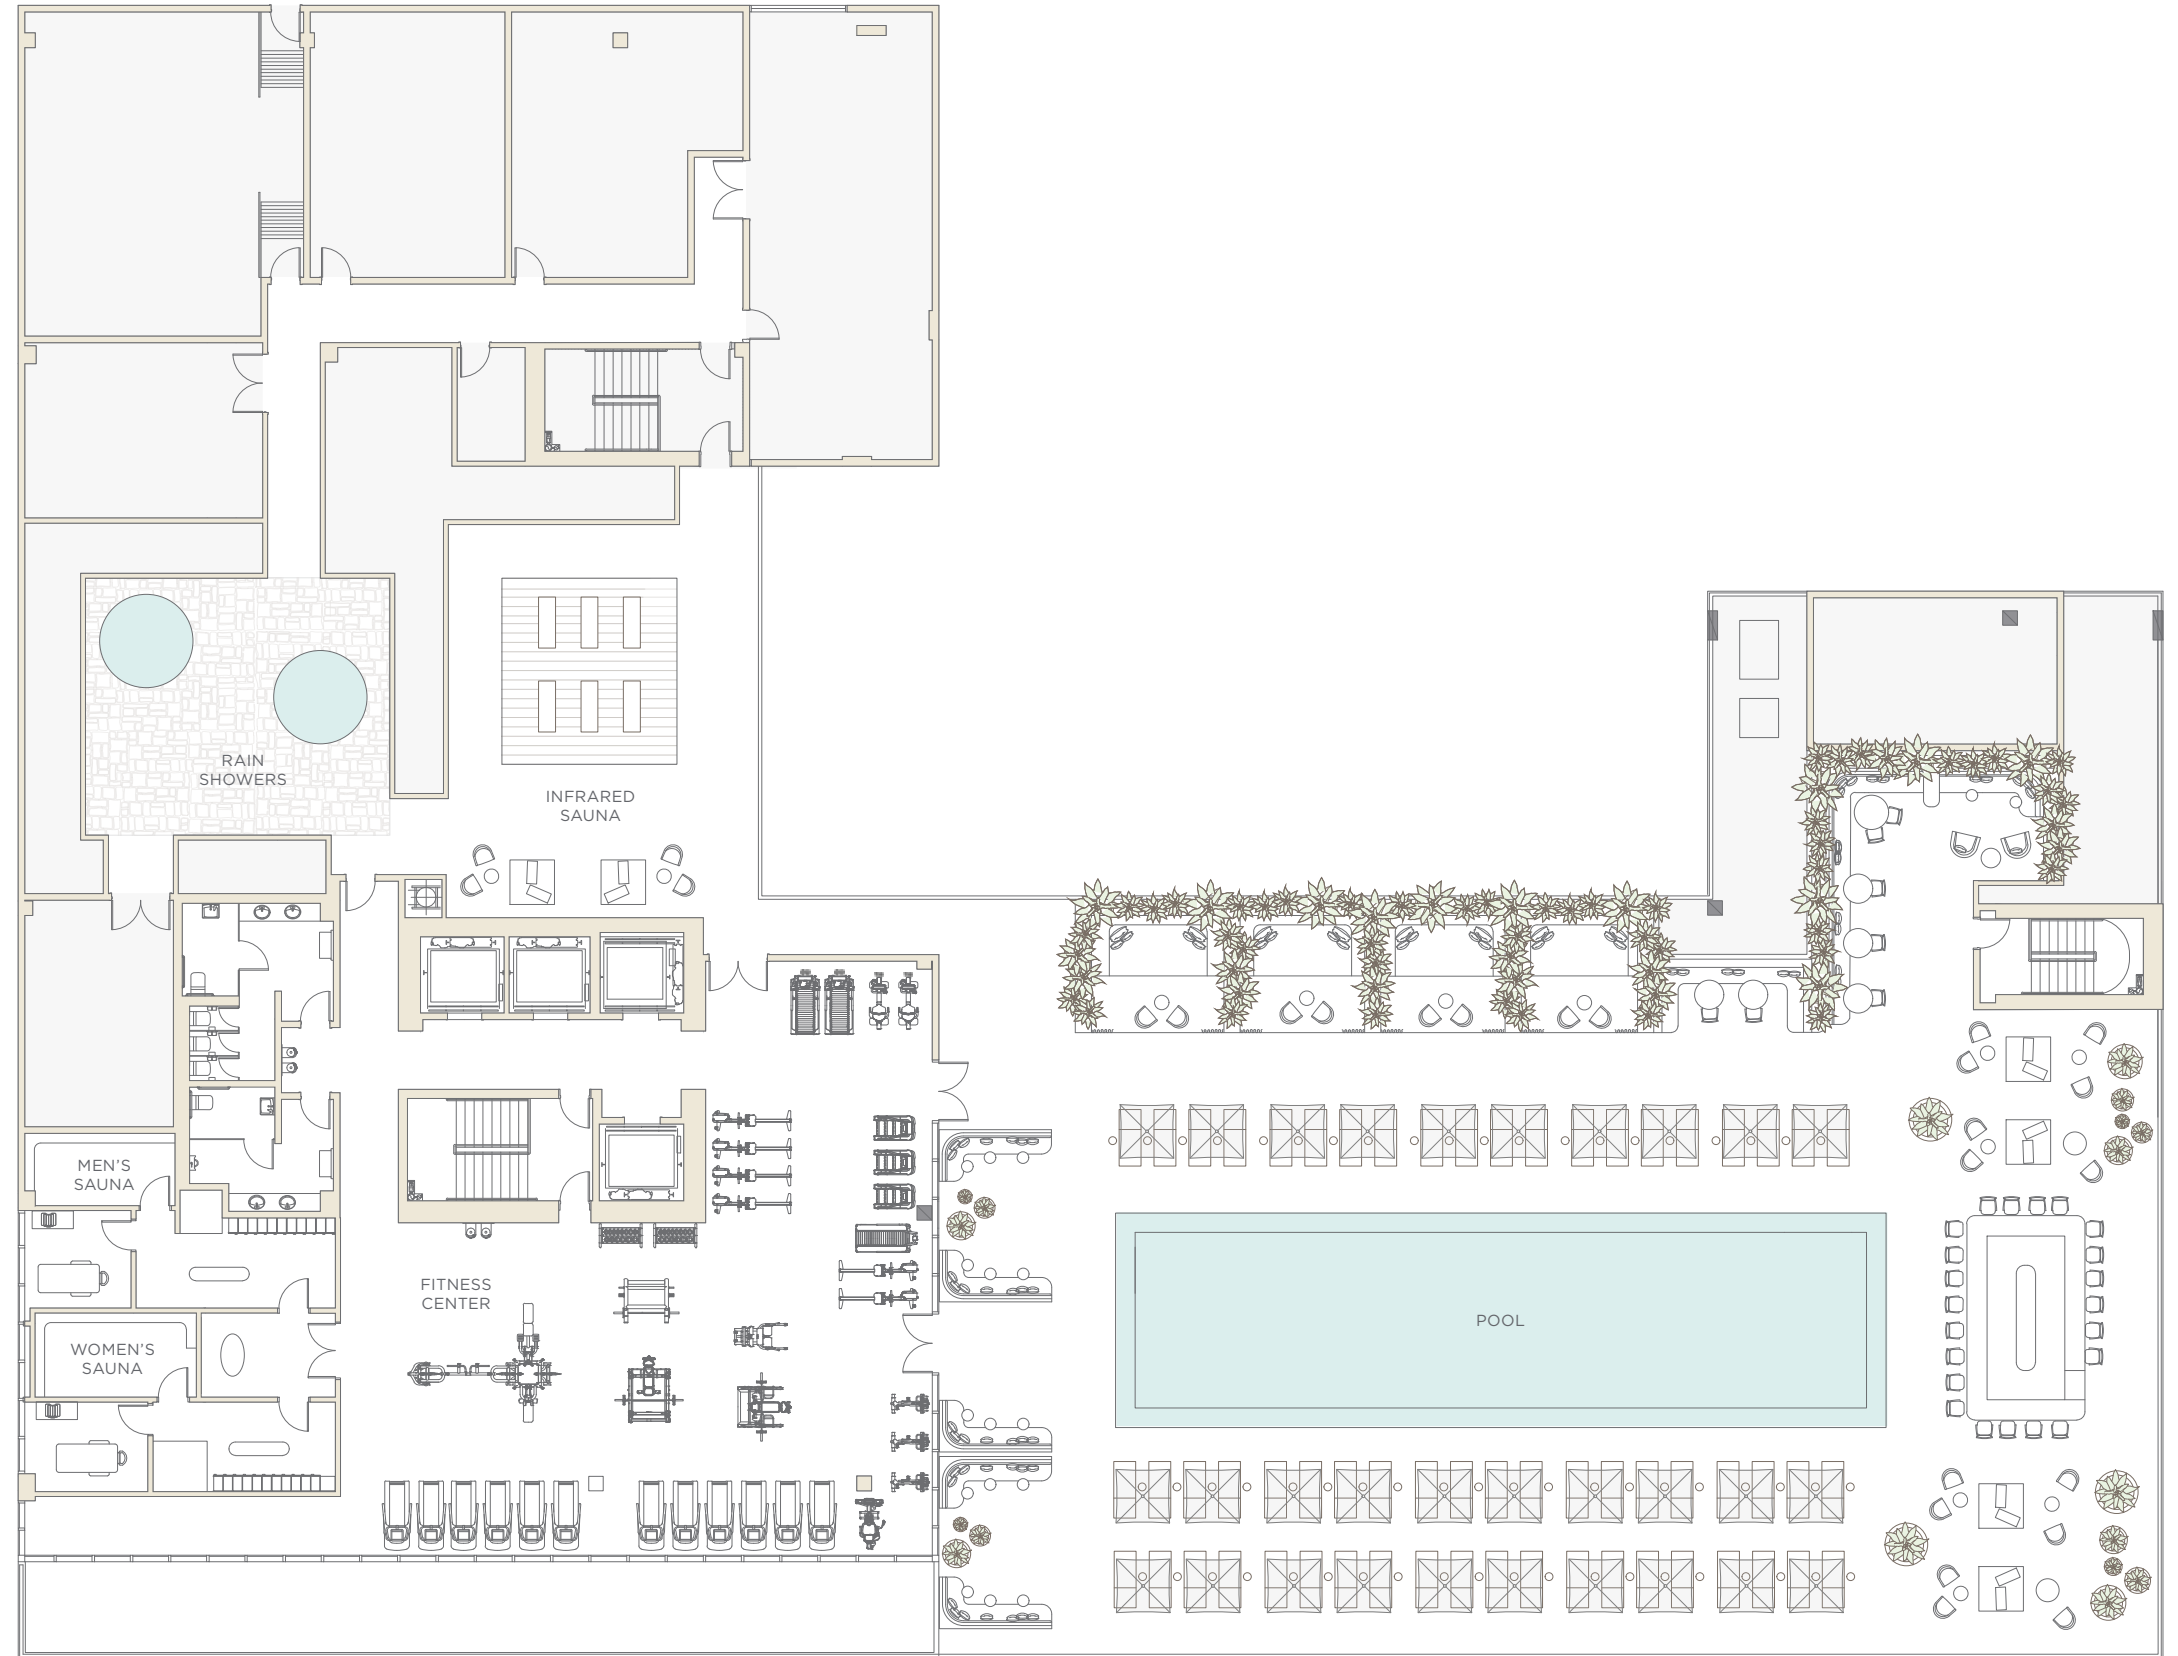 RAIN
SHOWERS
INFRARED
SAUNA
MEN'S
SAUNA
FITNESS
CENTER
POOL
WOMEN'S
SAUNA